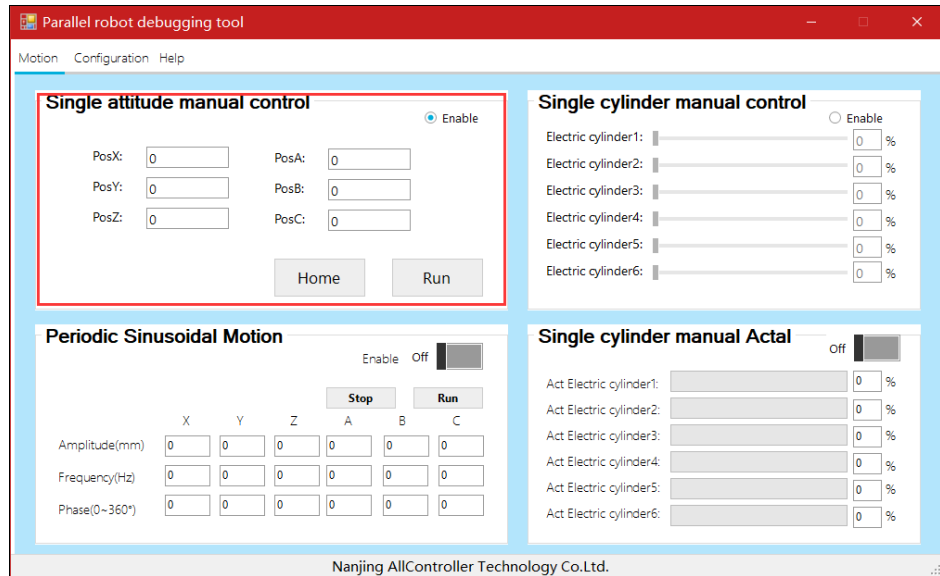 Parallel robot debugging tool
Motion Configuration Help
Single attitude manual control
Enable
PosX: 0 PosA: 0
PosY: 0 PosB: 0
PosZ: 0 PosC: 0
Home Run
Single cylinder manual control
Enable
Electric cylinder1: 0 %
Electric cylinder2: 0 %
Electric cylinder3: 0 %
Electric cylinder4: 0 %
Electric cylinder5: 0 %
Electric cylinder6: 0 %
Periodic Sinusoidal Motion
Enable Off
Stop Run
X Y Z A B C
Amplitude(mm) 0 0 0 0 0 0
Frequency(Hz) 0 0 0 0 0 0
Phase(0~360°) 0 0 0 0 0 0
Single cylinder manual Actal
Off
Act Electric cylinder1: 0 %
Act Electric cylinder2: 0 %
Act Electric cylinder3: 0 %
Act Electric cylinder4: 0 %
Act Electric cylinder5: 0 %
Act Electric cylinder6: 0 %
Nanjing AllController Technology Co.Ltd.